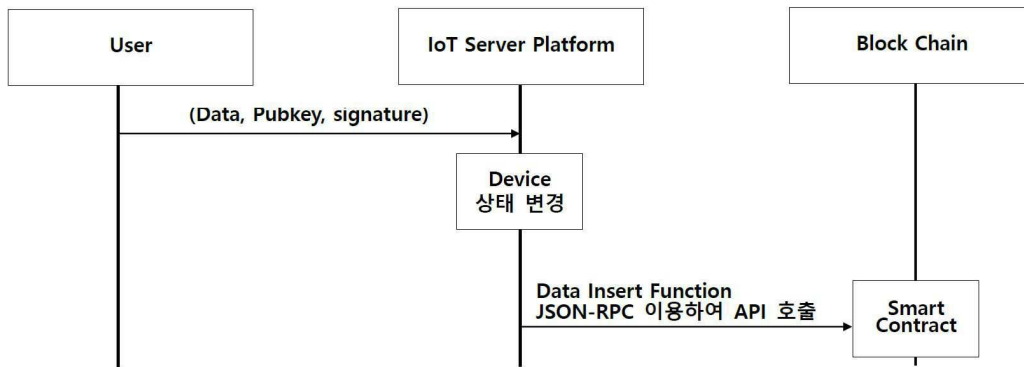 User
IoT Server Platform
Block Chain
(Data, Pubkey, signature)
Device
상태 변경
Data Insert Function
JSON-RPC 이용하여 API 호출
Smart
Contract